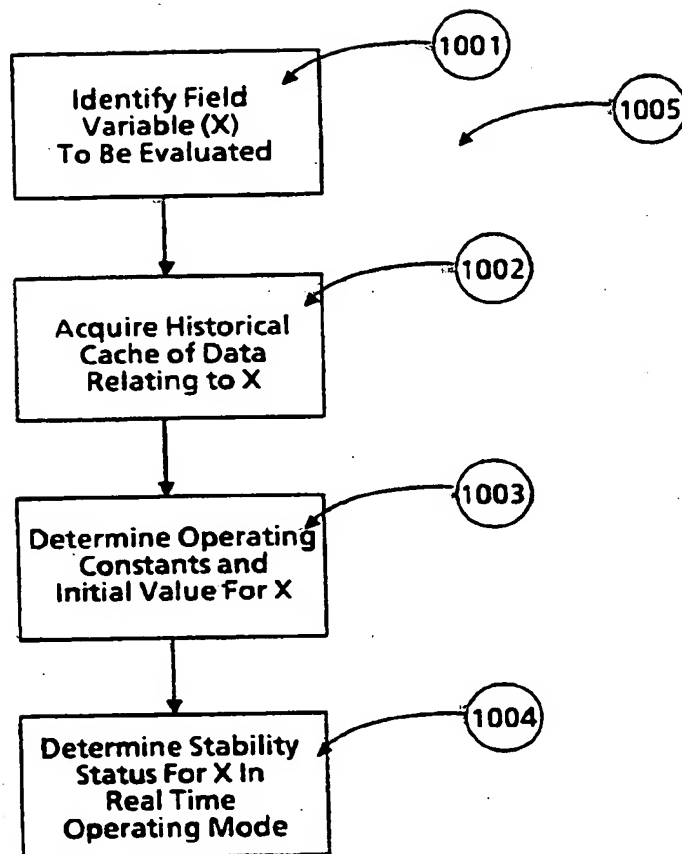 1001
Identify Field
Variable (X)
To Be Evaluated
1005
1002
Acquire Historical
Cache of Data
Relating to X
1003
Determine Operating
Constants and
Initial Value For X
1004
Determine Stability
Status For X In
Real Time
Operating Mode